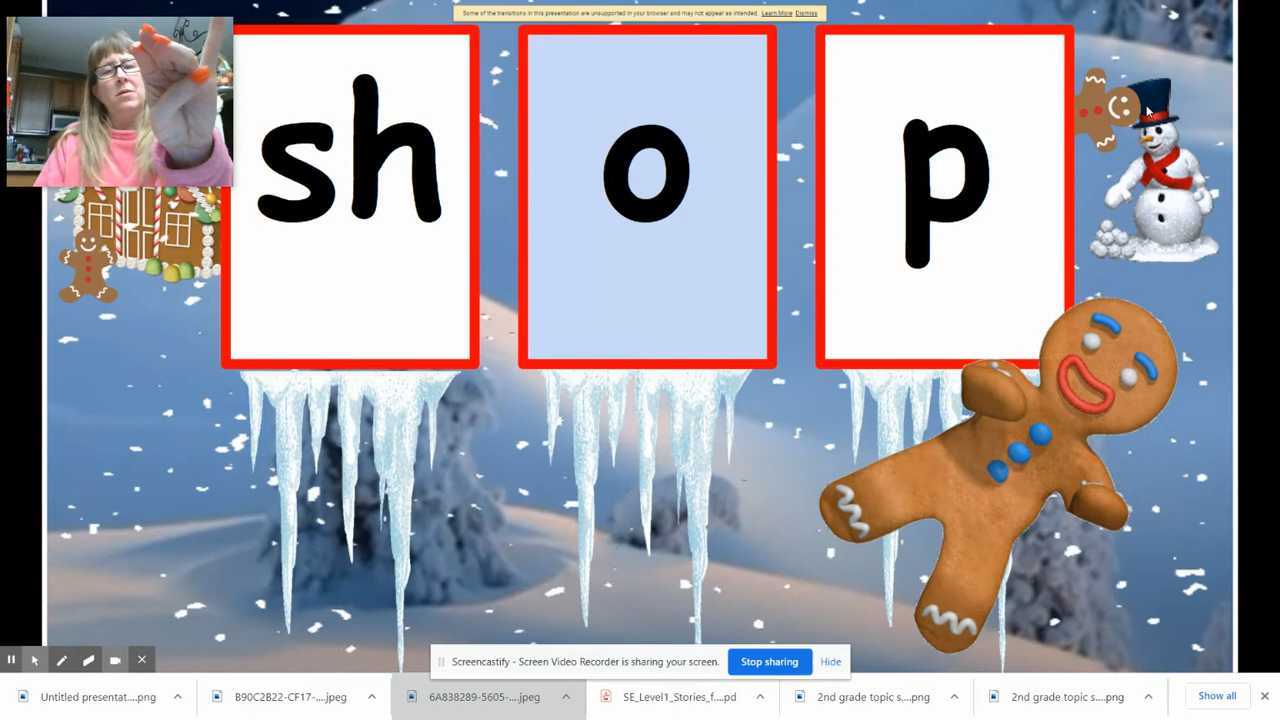 Some of the transitions in this presentation are unsupported in your browser and may not appear as intended. Learn More Dismiss
sh o p
Screencastify - Screen Video Recorder is sharing your screen. Stop sharing Hide
Untitled presentat....png B90C2B22-CF17-....jpeg 6A838289-5605-....jpeg SE_Level1_Stories_f....pd 2nd grade topic s....png 2nd grade topic s....png Show all